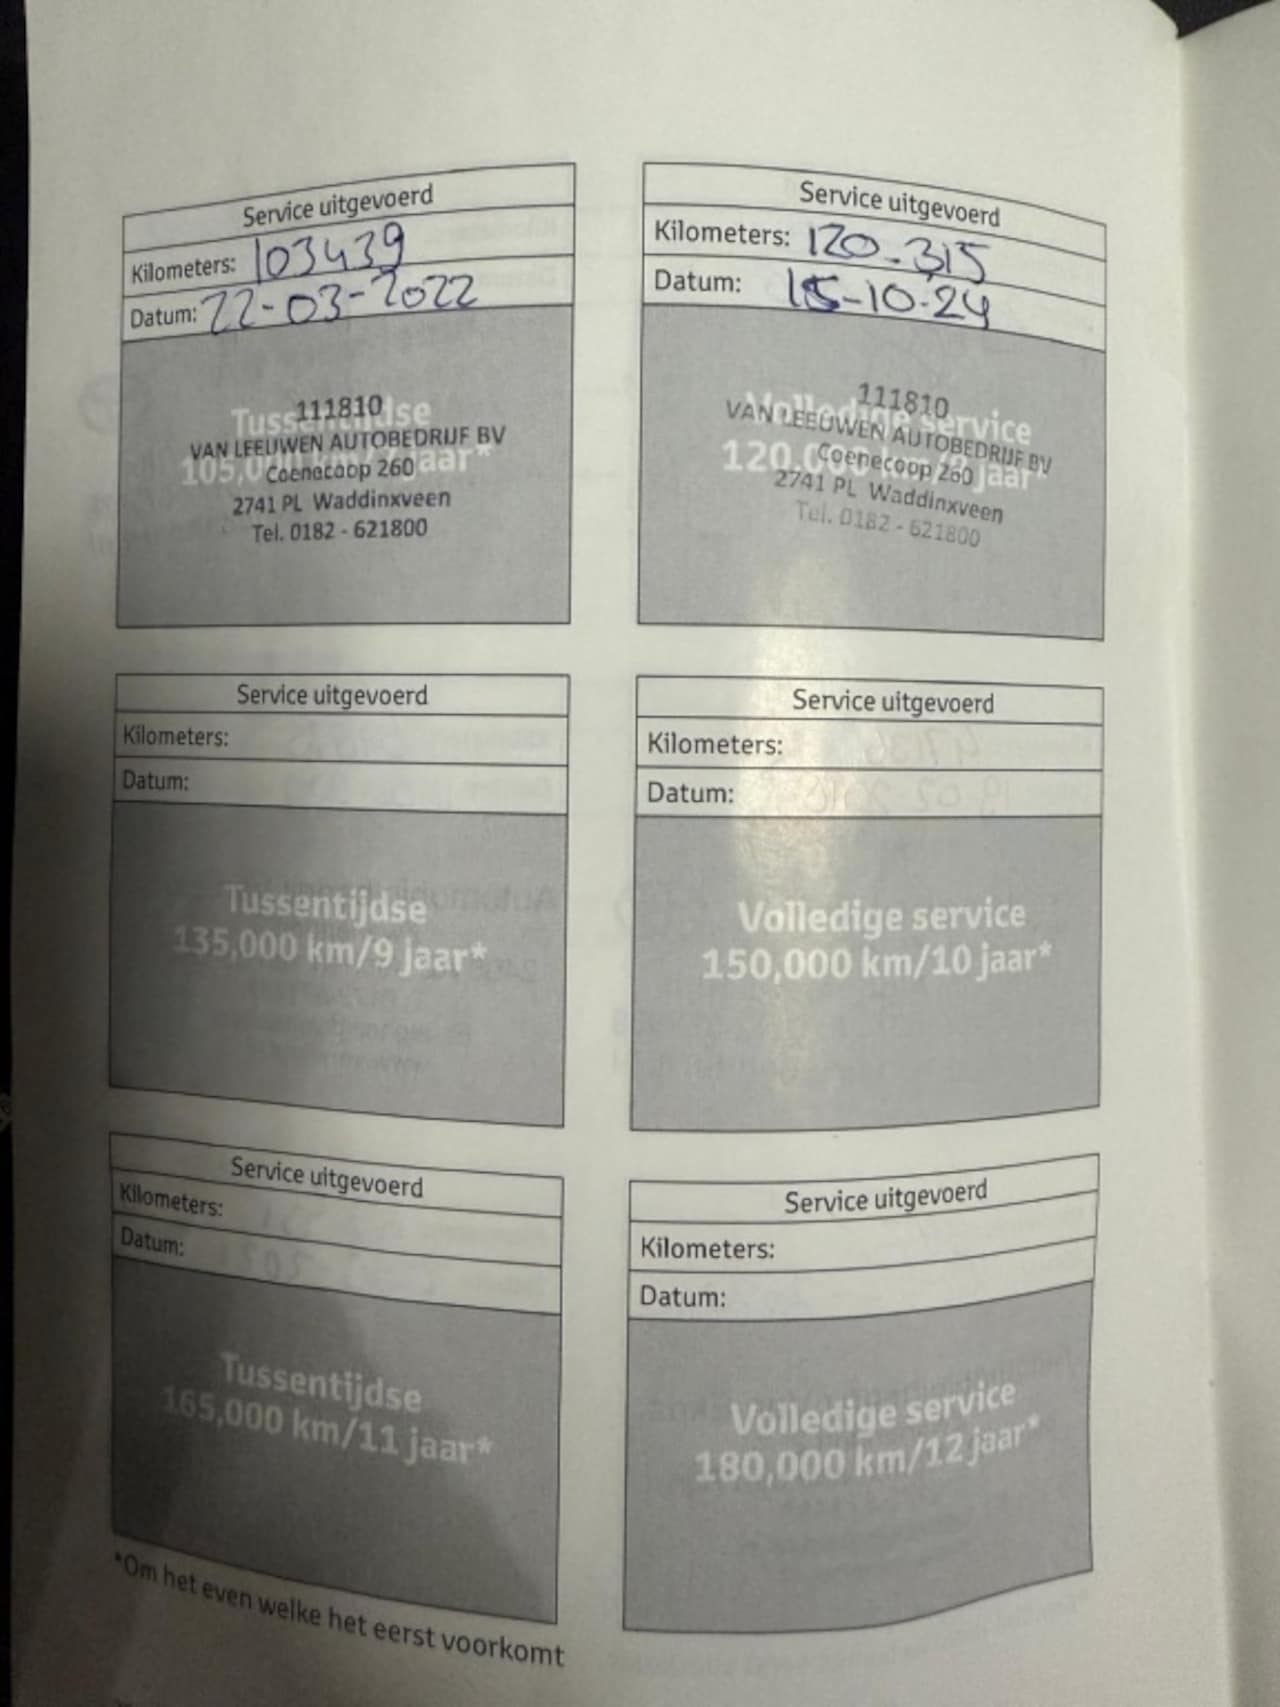 Service uitgevoerd
Kilometers: 103439
Datum: 22-03-2022
Tussentijdse
111810
VAN LEEUWEN AUTOBEDRIJF BV
Coenecoop 260
2741 PL Waddinxveen
Tel. 0182 - 621800
Service uitgevoerd
Kilometers: 120.315
Datum: 15-10-24
Volledige service
111810
VAN LEEUWEN AUTOBEDRIJF BV
Coenecoop 260
2741 PL Waddinxveen
Tel. 0182 - 621800
Service uitgevoerd
Kilometers:
Datum:
Tussentijdse
135,000 km/9 jaar*
Service uitgevoerd
Kilometers:
Datum:
Volledige service
150,000 km/10 jaar*
Service uitgevoerd
Kilometers:
Datum:
Tussentijdse
165,000 km/11 jaar*
Service uitgevoerd
Kilometers:
Datum:
Volledige service
180,000 km/12 jaar*
*Om het even welke het eerst voorkomt